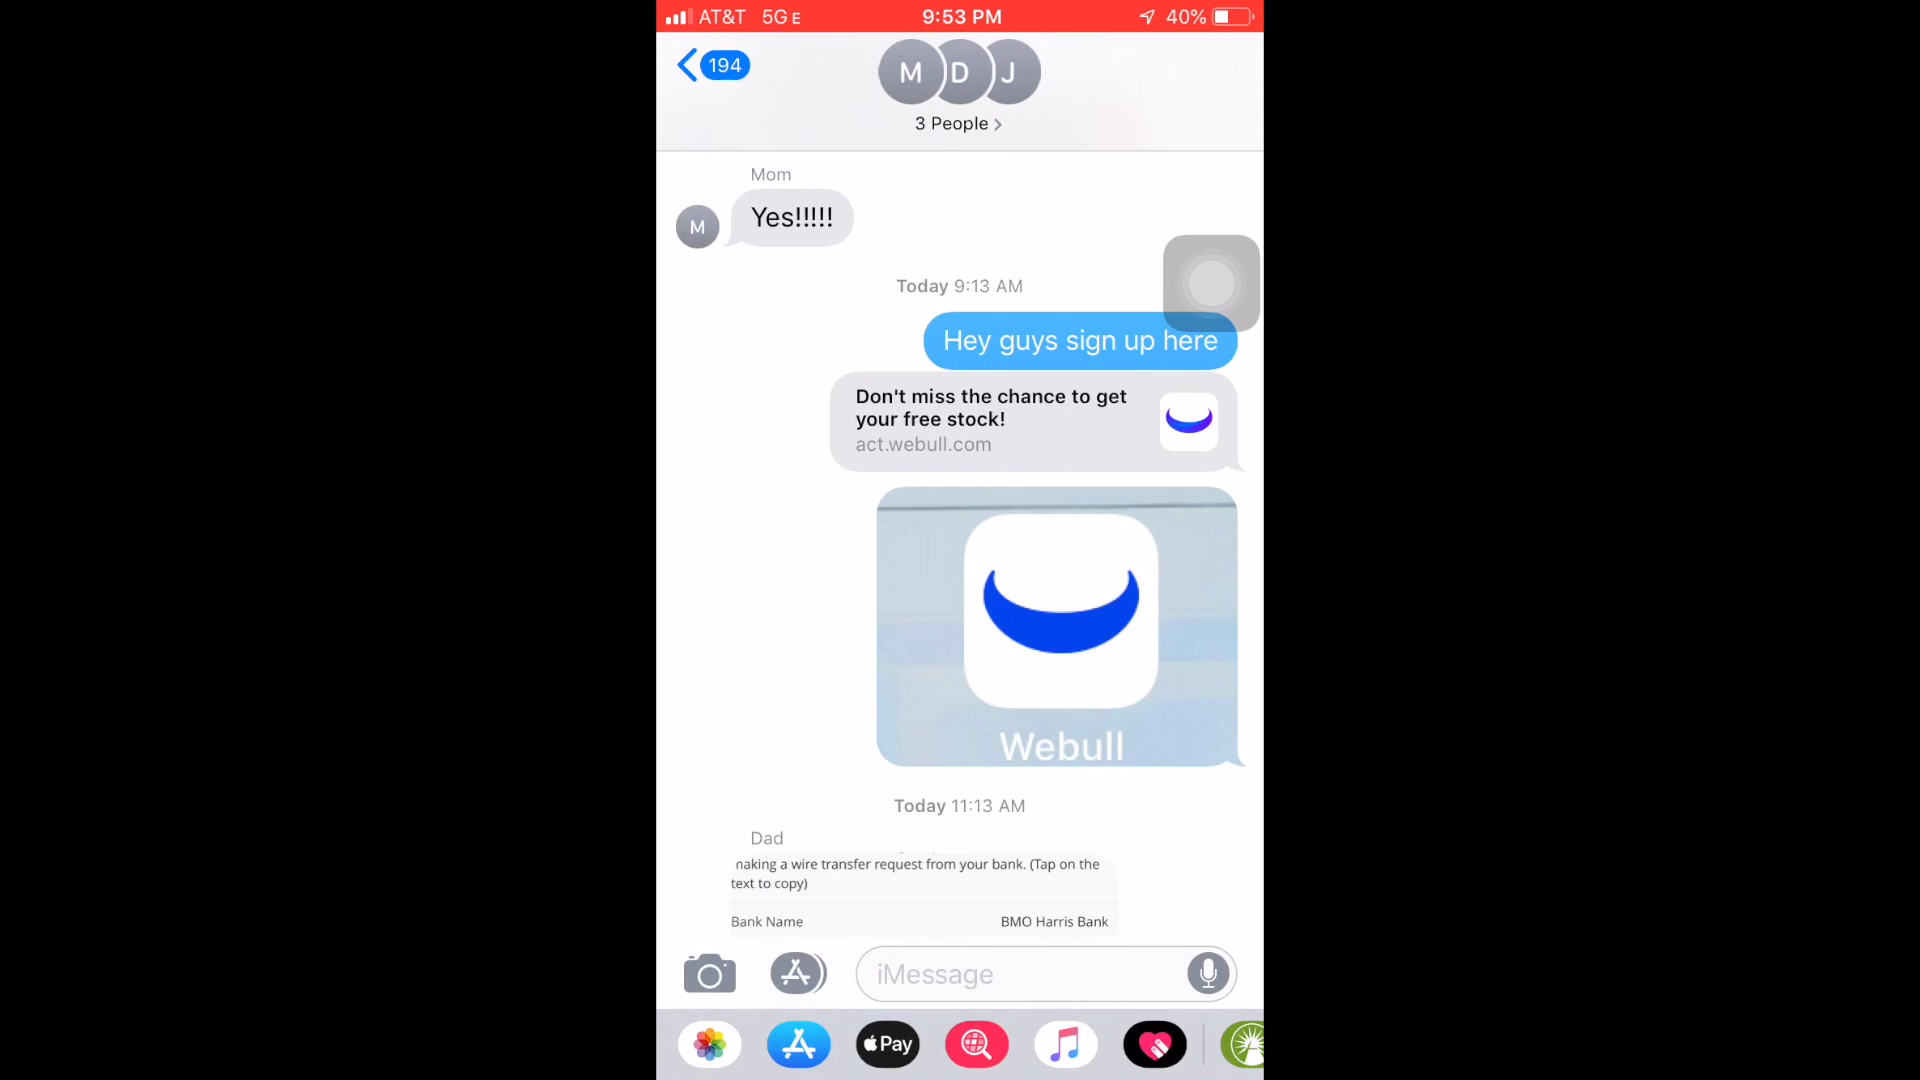 AT&T 5G E 9:53 PM 40%
194
M D J
3 People
Mom
M
Yes!!!!!
Today 9:13 AM
Hey guys sign up here
Don't miss the chance to get
your free stock!
act.webull.com
Webull
Today 11:13 AM
Dad
making a wire transfer request from your bank. (Tap on the
text to copy)
Bank Name BMO Harris Bank
iMessage
Pay